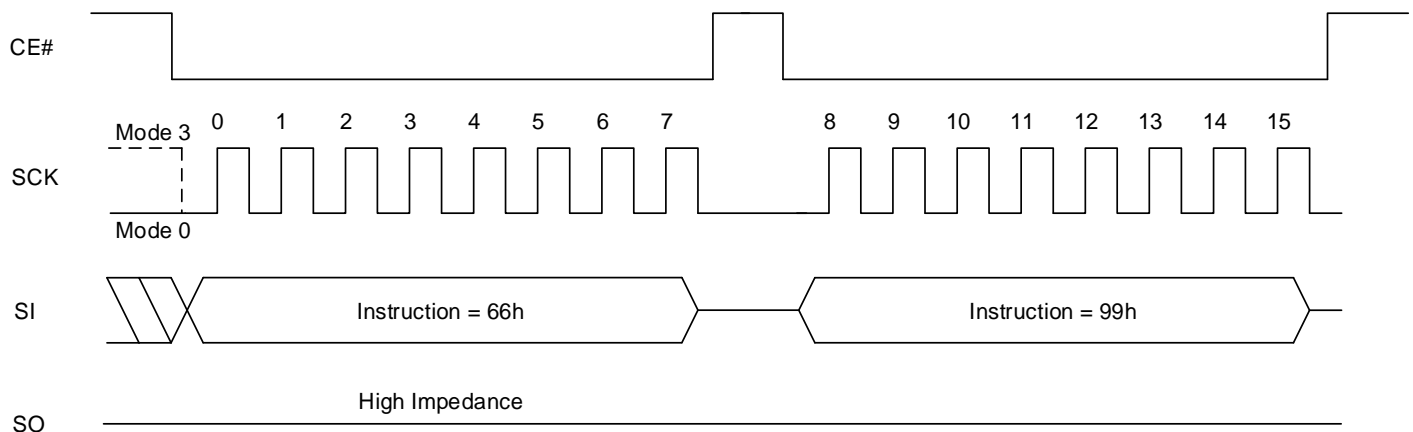 CE#
Mode 3
0 1 2 3 4 5 6 7 8 9 10 11 12 13 14 15
SCK
Mode 0
SI
Instruction = 66h
Instruction = 99h
High Impedance
SO